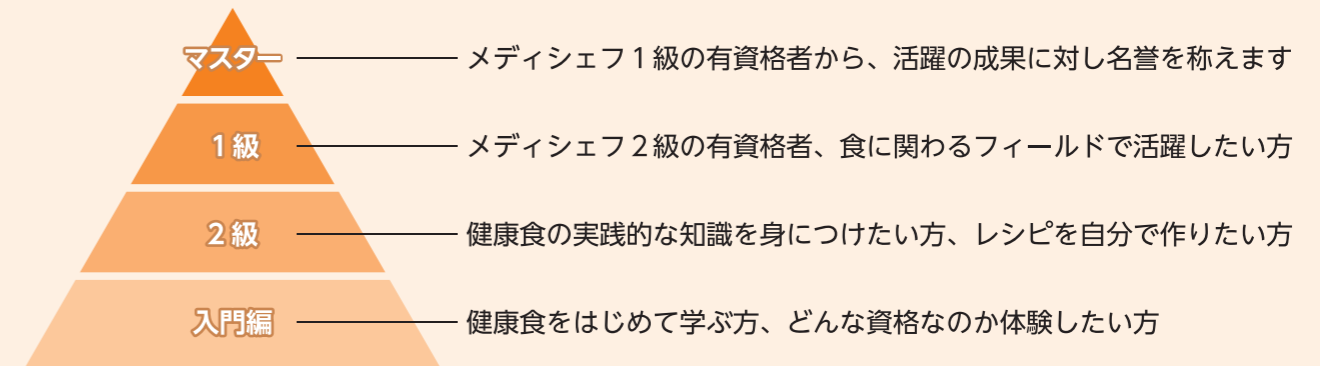 マスター
メディシェフ１級の有資格者から、活躍の成果に対し名誉を称えます
１級
メディシェフ２級の有資格者、食に関わるフィールドで活躍したい方
２級
健康食の実践的な知識を身につけたい方、レシピを自分で作りたい方
入門編
健康食をはじめて学ぶ方、どんな資格なのか体験したい方